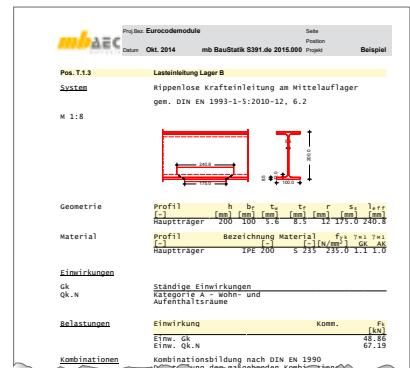 mb AEC
Proj.Bez. Eurocodemodule Seite
Position
Datum Okt. 2014 mb BauStatik S391.de 2015.000 Projekt Beispiel
Pos. T.1.3 Lasteinleitung Lager B
System Rippenlose Krafteinleitung am Mittelauflager
gem. DIN EN 1993-1-5:2010-12, 6.2
M 1:8
240.8
175.0
200.0
100.0
Geometrie Profil h bf tw tf r ss leff
[-] [mm] [mm] [mm] [mm] [mm] [mm] [mm]
Hauptträger 200 100 5.6 8.5 12 175.0 240.8
Material Profil Bezeichnung Material fyk γM1 γM1
[-] [-] [-][N/mm²] GK AK
Hauptträger IPE 200 S 235 235.0 1.1 1.0
Einwirkungen
Gk Ständige Einwirkungen
Qk.N Kategorie A - Wohn- und
Aufenthaltsräume
Belastungen Einwirkung Komm. Fk
[kN]
Einw. Gk 48.86
Einw. Qk.N 67.19
Kombinationen Kombinationsbildung nach DIN EN 1990